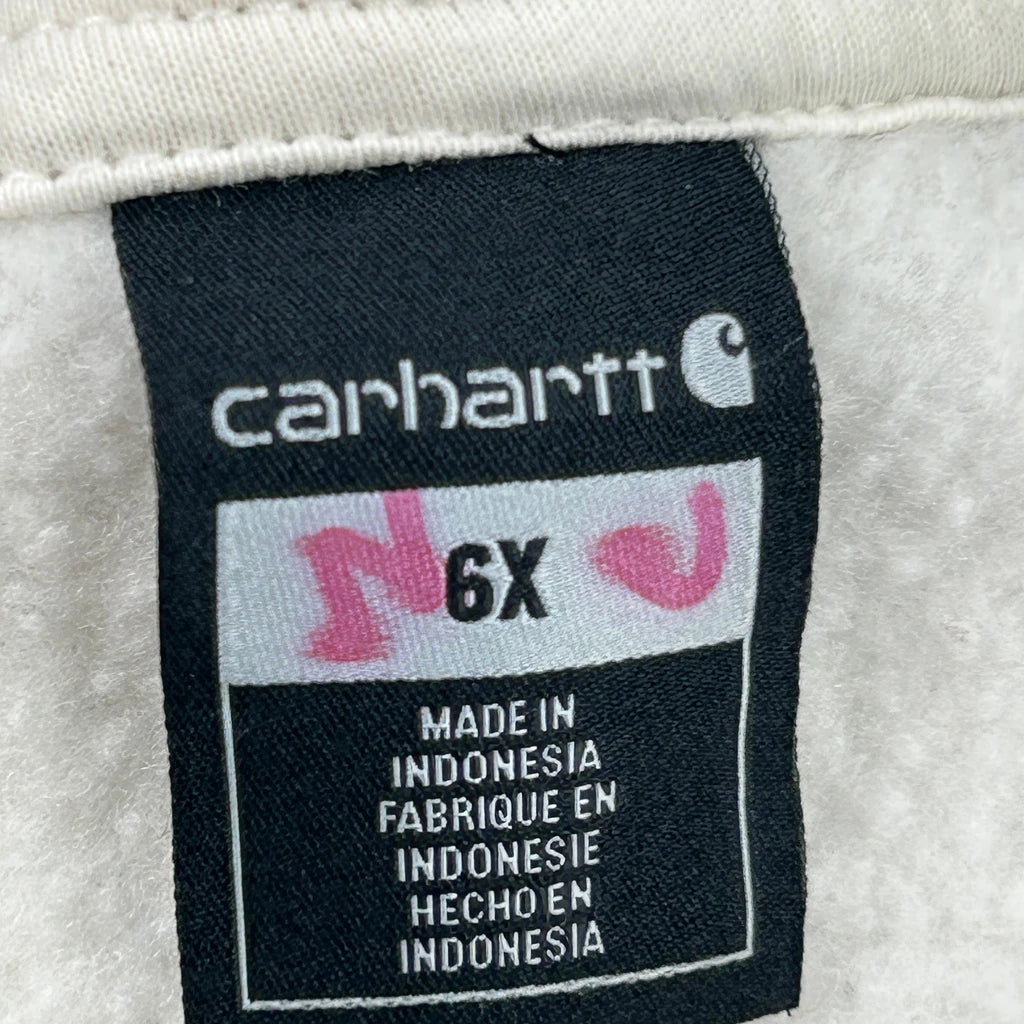 carhartt
6X
MADE IN
INDONESIA
FABRIQUE EN
INDONESIE
HECHO EN
INDONESIA